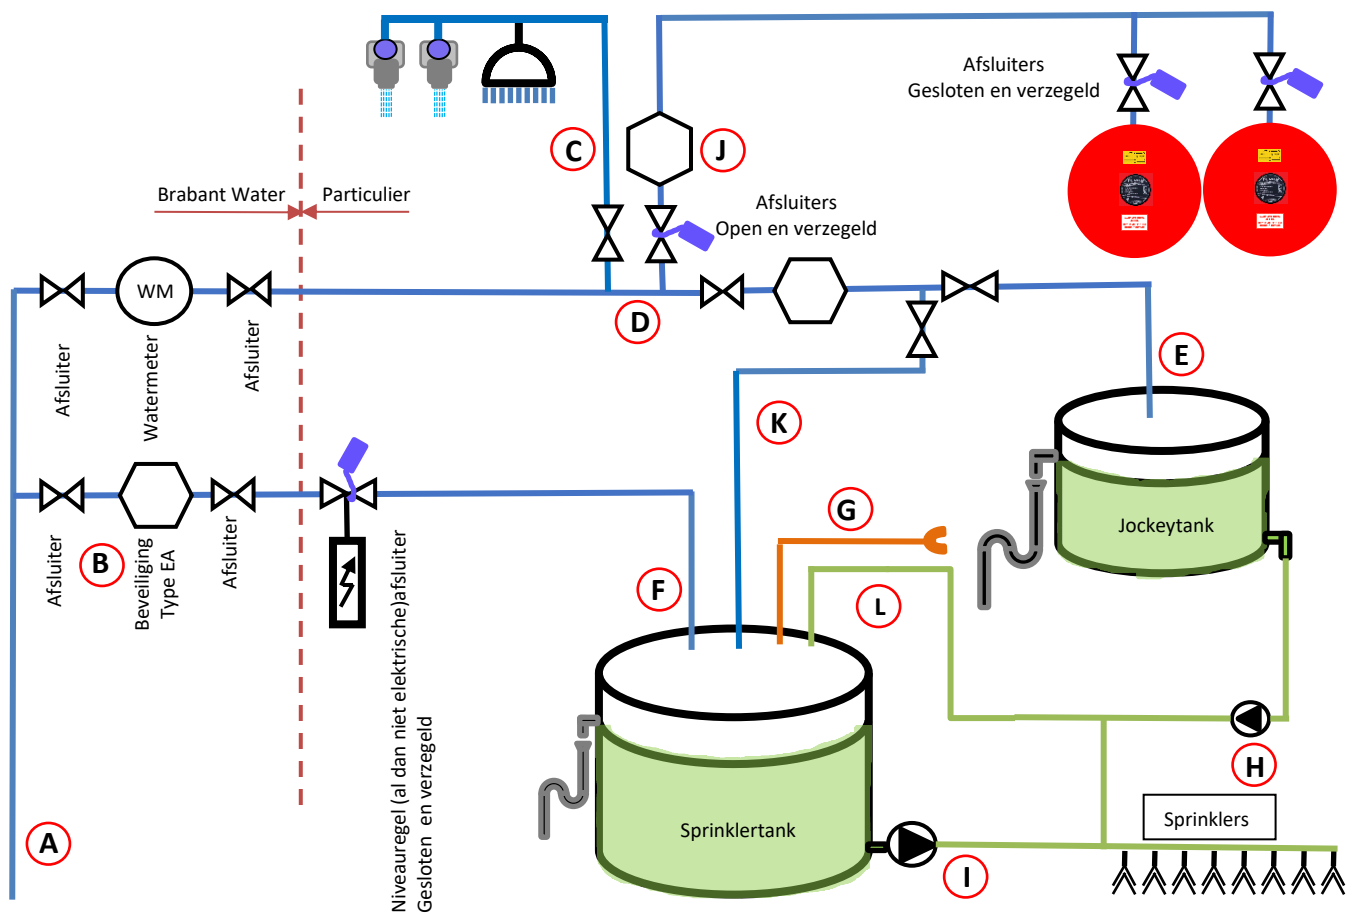 C
J
Afsluiters
Gesloten en verzegeld
Brabant Water
Particulier
Afsluiters
Open en verzegeld
WM
D
Afsluiter
Watermeter
Afsluiter
E
K
G
Jockeytank
B
Afsluiter
Beveiliging
Type EA
Afsluiter
Niveauregel (al dan niet elektrische)afsluiter
Gesloten en verzegeld
F
L
H
A
Sprinklertank
Sprinklers
I